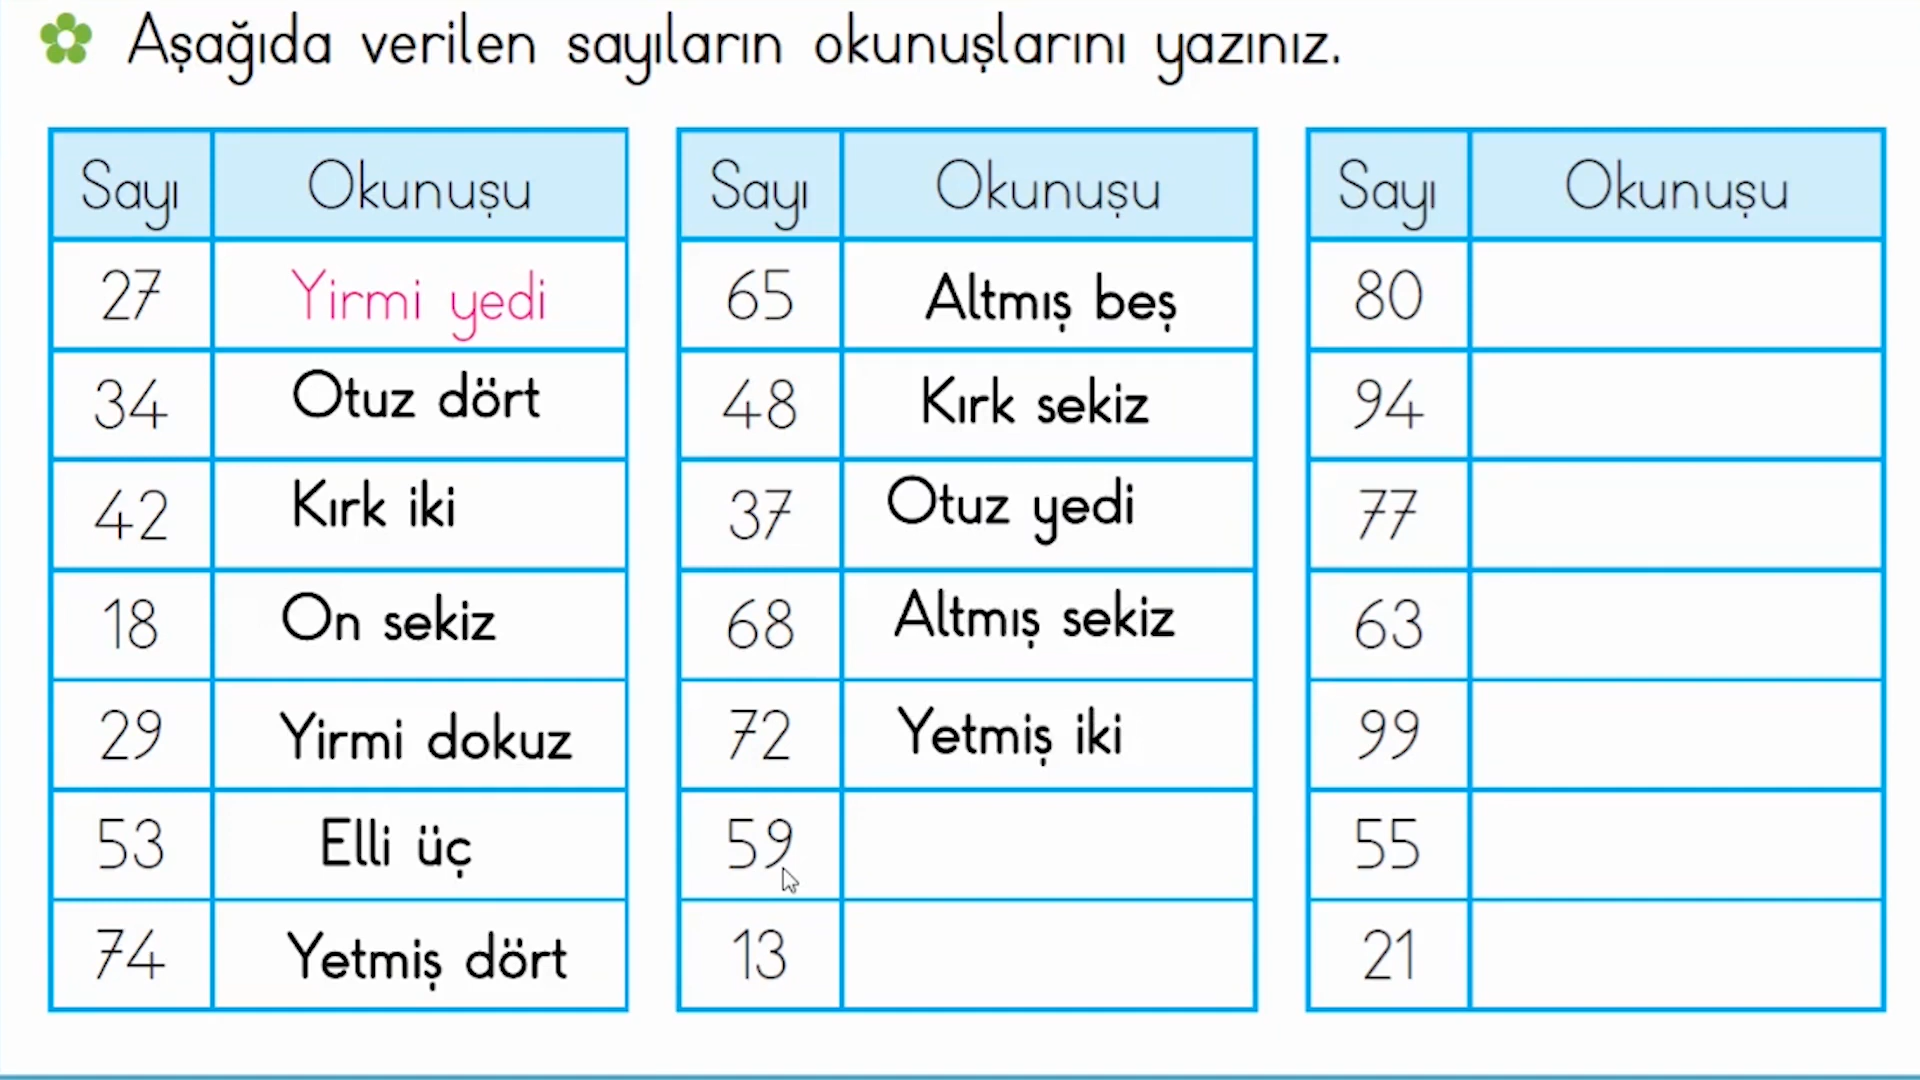 Aşağıda verilen sayıların okunuşlarını yazınız.
Sayı Okunuşu
27 Yirmi yedi
34 Otuz dört
42 Kırk iki
18 On sekiz
29 Yirmi dokuz
53 Elli üç
74 Yetmiş dört
Sayı Okunuşu
65 Altmış beş
48 Kırk sekiz
37 Otuz yedi
68 Altmış sekiz
72 Yetmiş iki
59
13
Sayı Okunuşu
80
94
77
63
99
55
21